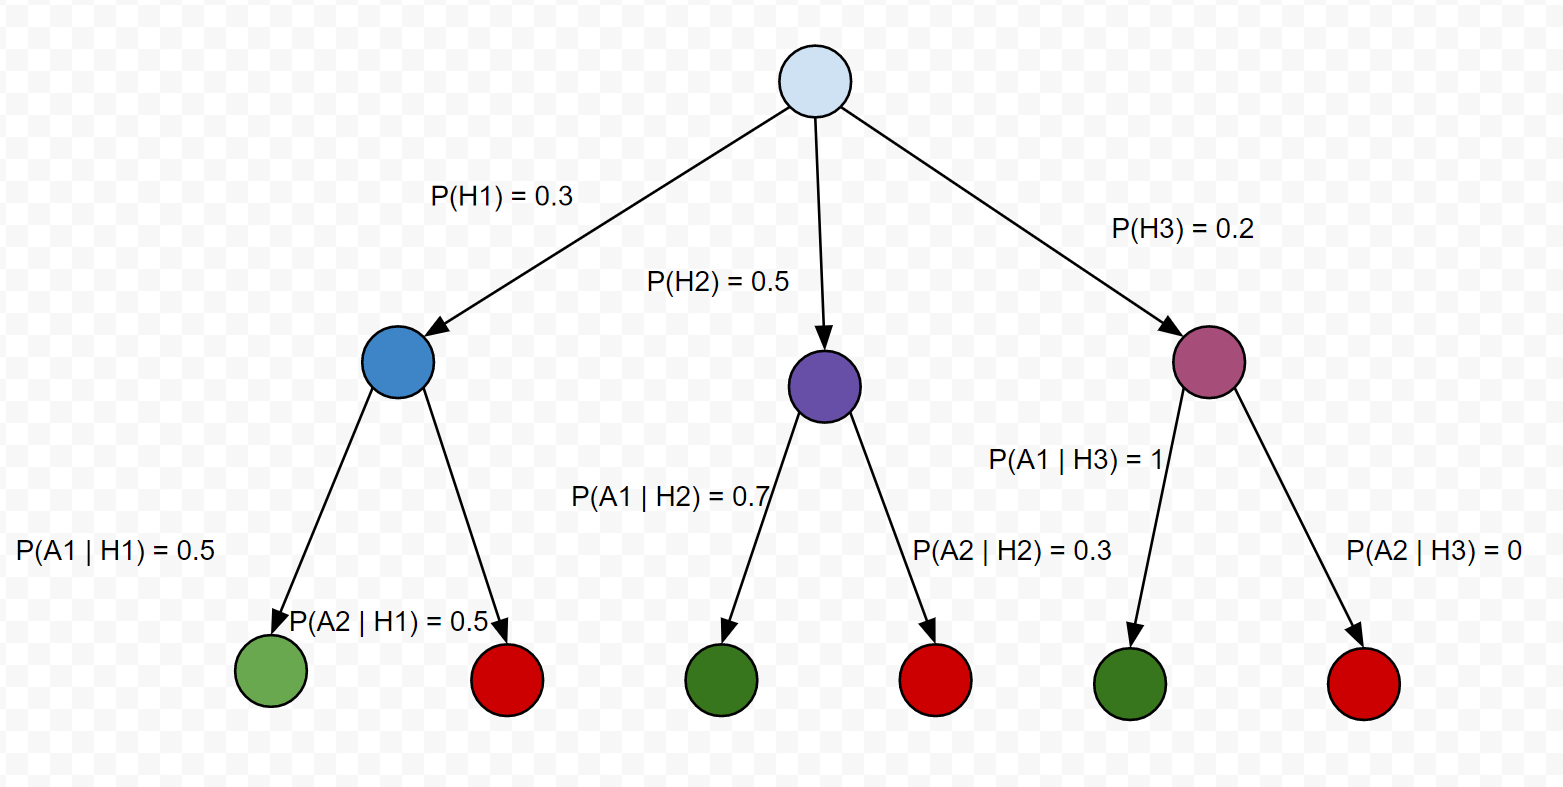 P(H1) = 0.3
P(H3) = 0.2
P(H2) = 0.5
P(A1 | H3) = 1
P(A1 | H2) = 0.7
P(A1 | H1) = 0.5
P(A2 | H2) = 0.3
P(A2 | H3) = 0
P(A2 | H1) = 0.5